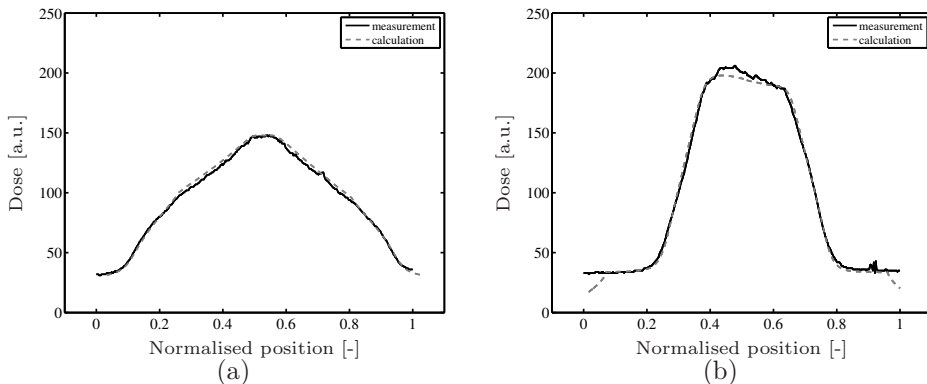 250
200
150
100
50
0
Dose [a.u.]
measurement
calculation
0 0.2 0.4 0.6 0.8 1
Normalised position [-]
(a)
250
200
150
100
50
0
Dose [a.u.]
measurement
calculation
0 0.2 0.4 0.6 0.8 1
Normalised position [-]
(b)